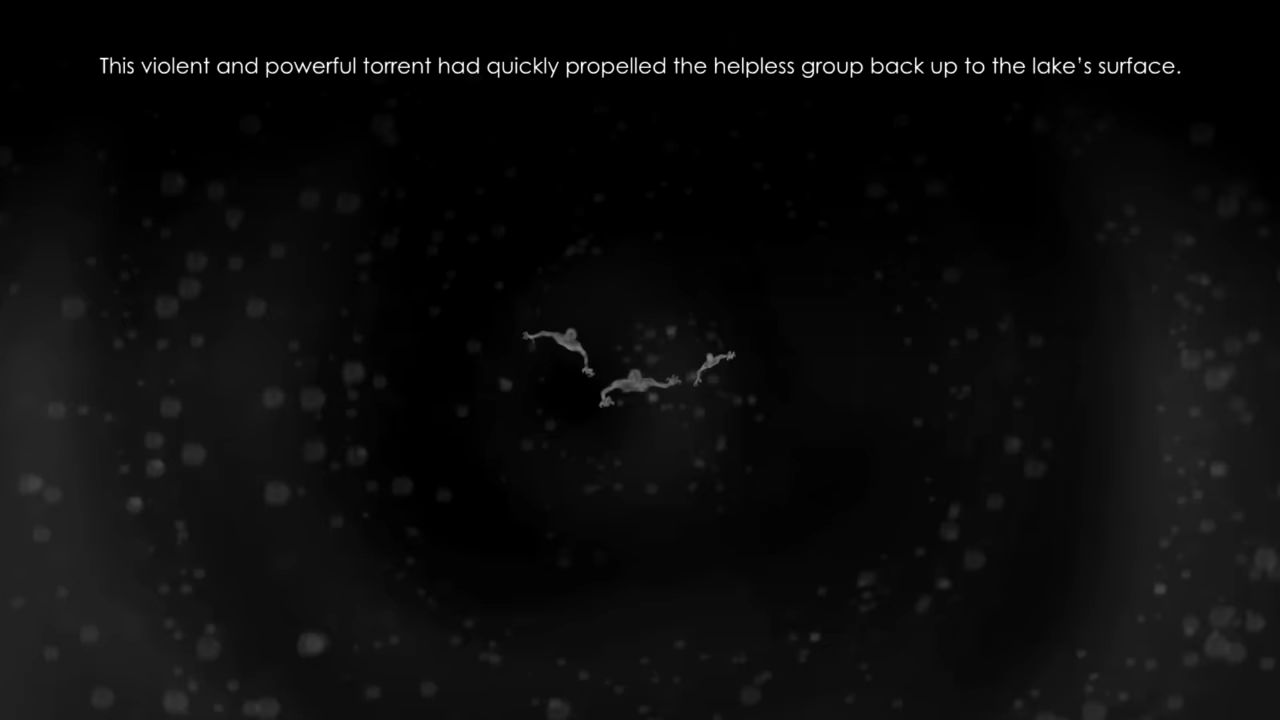 This violent and powerful torrent had quickly propelled the helpless group back up to the lake’s surface.